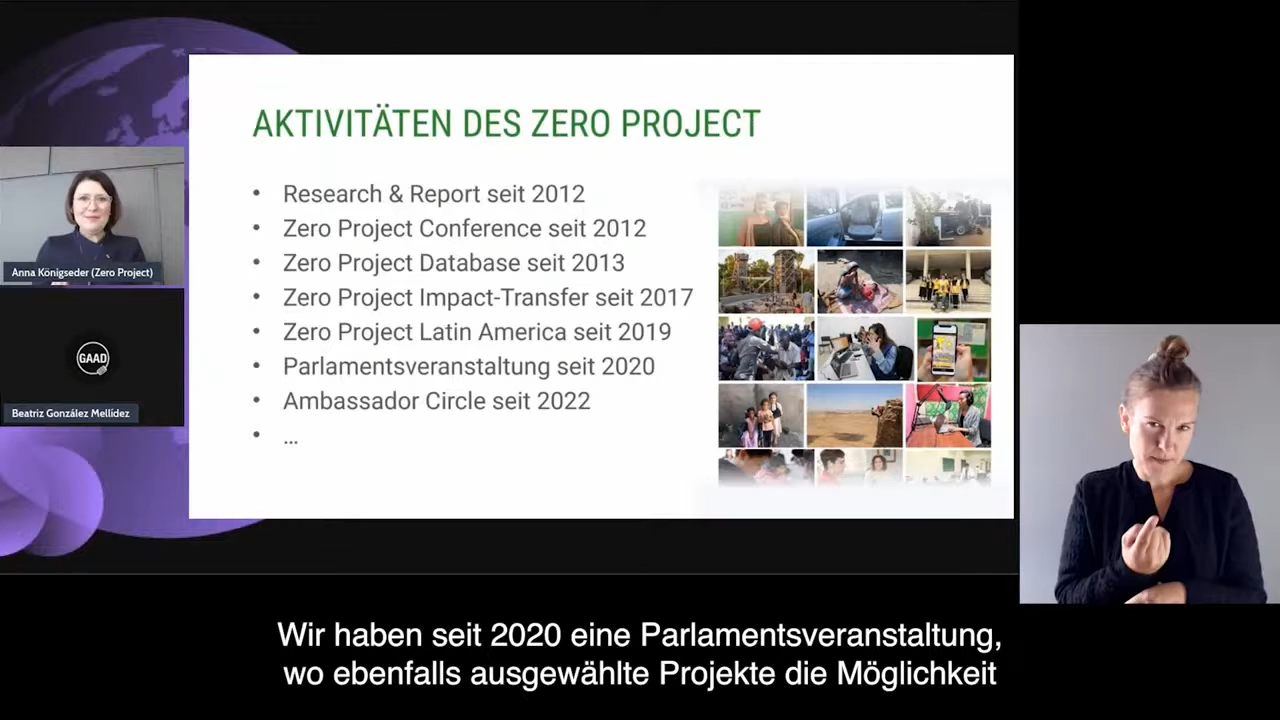 AKTIVITÄTEN DES ZERO PROJECT
• Research & Report seit 2012
• Zero Project Conference seit 2012
• Zero Project Database seit 2013
• Zero Project Impact-Transfer seit 2017
• Zero Project Latin America seit 2019
• Parlamentsveranstaltung seit 2020
• Ambassador Circle seit 2022
• ...
Anna Königseder (Zero Project)
GAAD
Beatriz González Mellídez
Wir haben seit 2020 eine Parlamentsveranstaltung,
wo ebenfalls ausgewählte Projekte die Möglichkeit